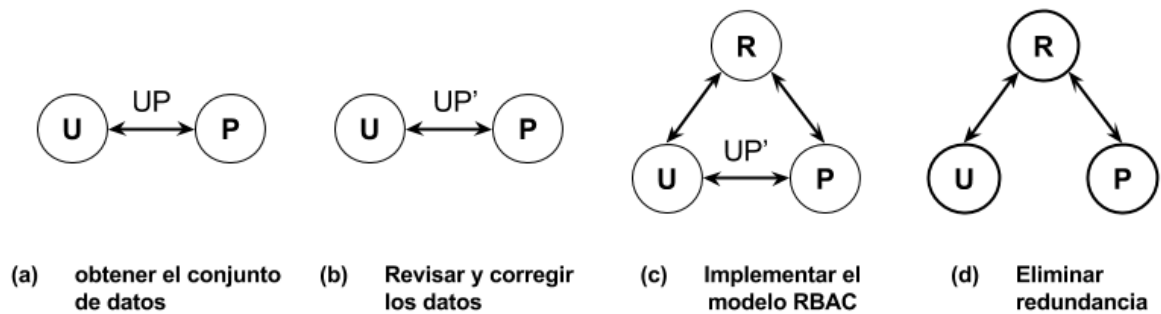 R
R
UP
UP'
U
P
U
P
UP'
U
P
U
P
(a) obtener el conjunto
de datos
(b) Revisar y corregir
los datos
(c) Implementar el
modelo RBAC
(d) Eliminar
redundancia